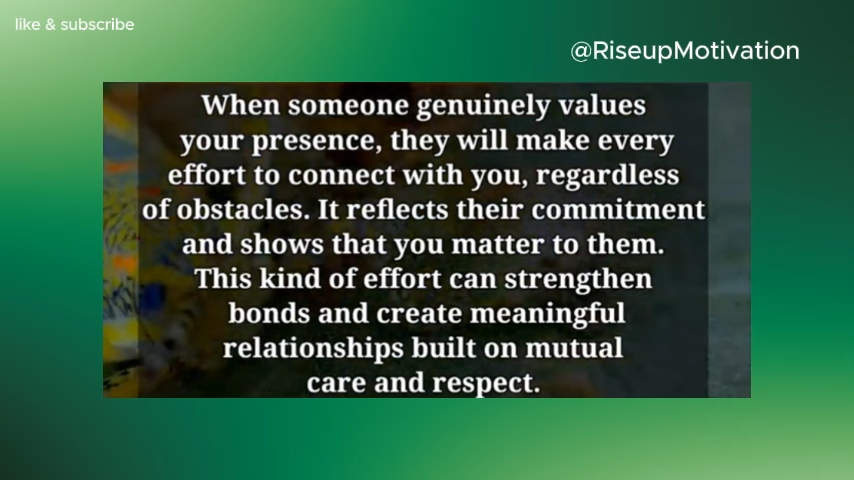 like & subscribe
@RiseupMotivation
When someone genuinely values
your presence, they will make every
effort to connect with you, regardless
of obstacles. It reflects their commitment
and shows that you matter to them.
This kind of effort can strengthen
bonds and create meaningful
relationships built on mutual
care and respect.